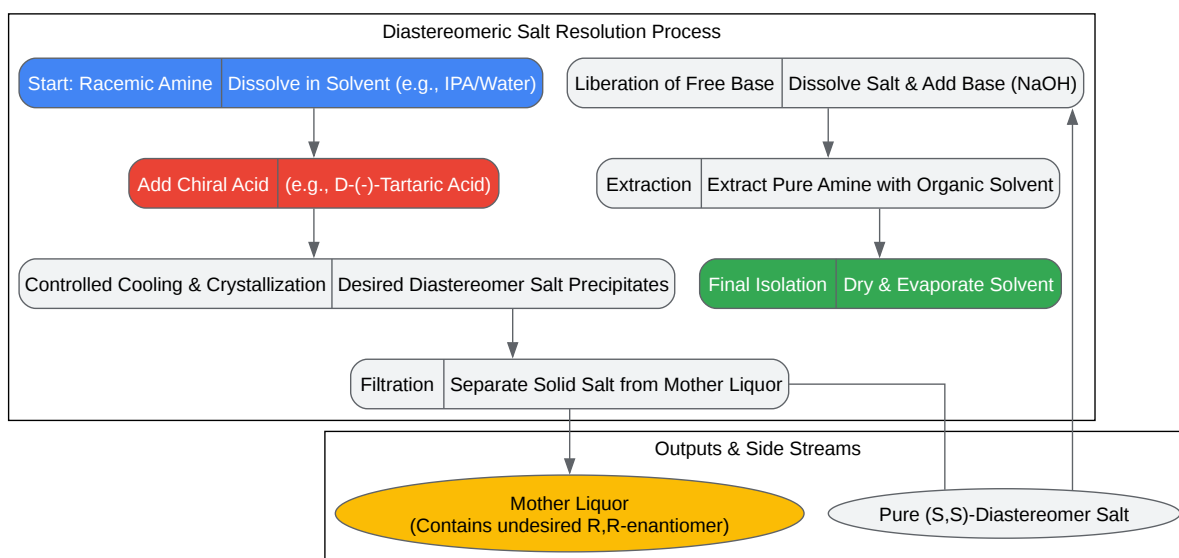 Diastereomeric Salt Resolution Process
Start: Racemic Amine
Dissolve in Solvent (e.g., IPA/Water)
Add Chiral Acid
(e.g., D-(-)-Tartaric Acid)
Controlled Cooling & Crystallization
Desired Diastereomer Salt Precipitates
Filtration
Separate Solid Salt from Mother Liquor
Liberation of Free Base
Dissolve Salt & Add Base (NaOH)
Extraction
Extract Pure Amine with Organic Solvent
Final Isolation
Dry & Evaporate Solvent
Outputs & Side Streams
Mother Liquor
(Contains undesired R,R-enantiomer)
Pure (S,S)-Diastereomer Salt